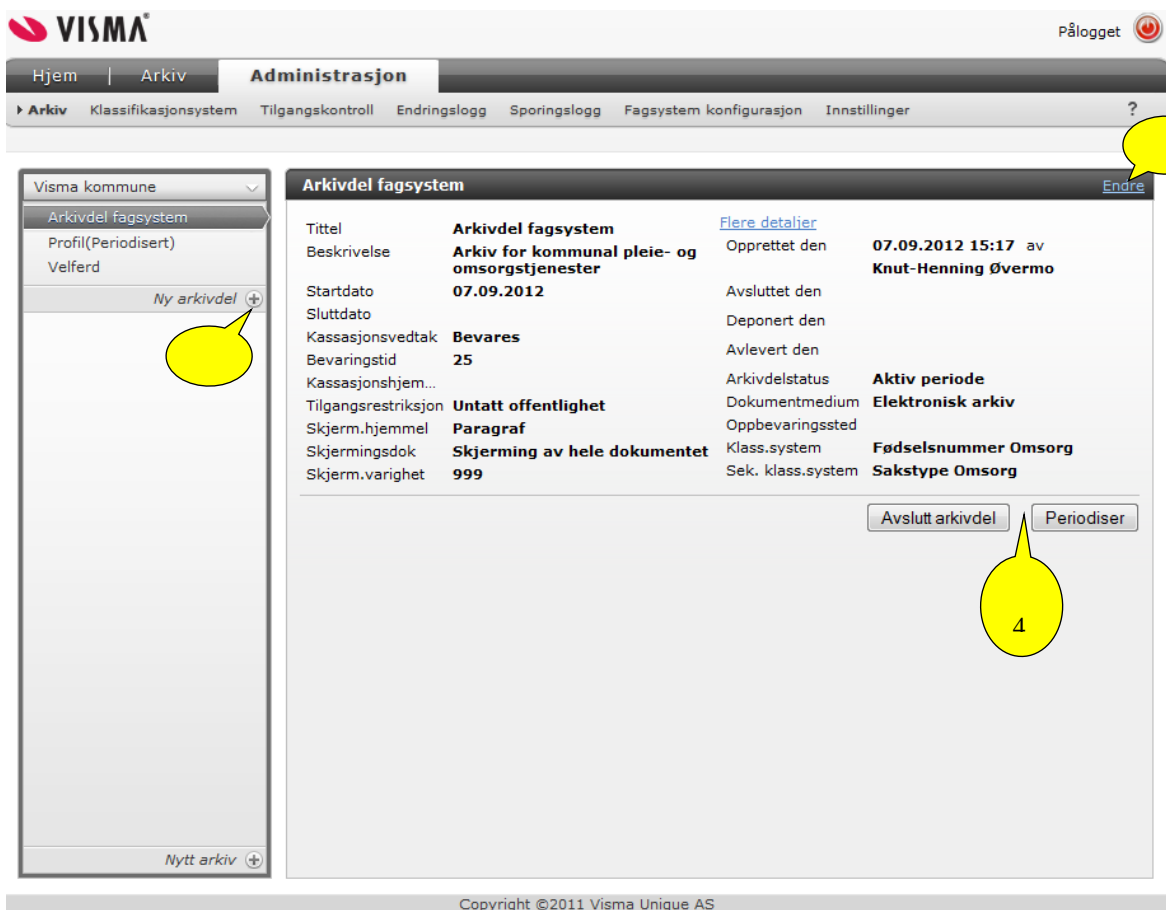 VISMA®
Pålogget
Hjem | Arkiv Administrasjon
Arkiv Klassifikasjonsystem Tilgangskontroll Endringslogg Sporingslogg Fagsystem konfigurasjon Innstillinger ?
Visma kommune
Arkivdel fagsystem
Profil(Periodisert)
Velferd
Ny arkivdel
Nytt arkiv
Arkivdel fagsystem Endre
Tittel Arkivdel fagsystem
Beskrivelse Arkiv for kommunal pleie- og
omsorgstjenester
Startdato 07.09.2012
Sluttdato
Kassasjonsvedtak Bevares
Bevaringstid 25
Kassasjonshjem...
Tilgangsrestriksjon Untatt offentlighet
Skjerm.hjemmel Paragraf
Skjermingsdok Skjerming av hele dokumentet
Skjerm.varighet 999
Flere detaljer
Opprettet den 07.09.2012 15:17 av
Knut-Henning Øvermo
Avsluttet den
Deponert den
Avlevert den
Arkivdelstatus Aktiv periode
Dokumentmedium Elektronisk arkiv
Oppbevaringssted
Klass.system Fødselsnummer Omsorg
Sek. klass.system Sakstype Omsorg
Avslutt arkivdel Periodiser
4
Copyright ©2011 Visma Unique AS